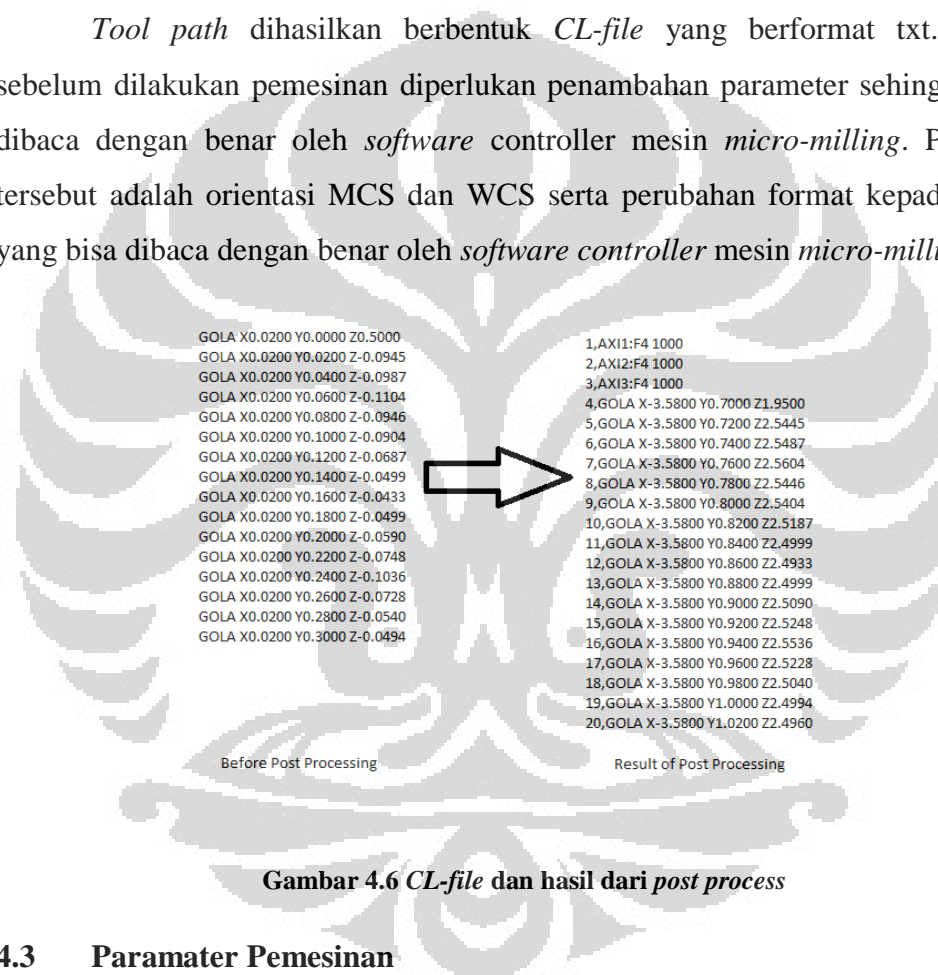 Tool path dihasilkan berbentuk CL-file yang berformat txt.
sebelum dilakukan pemesinan diperlukan penambahan parameter sehing
dibaca dengan benar oleh software controller mesin micro-milling. P
tersebut adalah orientasi MCS dan WCS serta perubahan format kepad
yang bisa dibaca dengan benar oleh software controller mesin micro-milli
GOLA X0.0200 Y0.0000 Z0.5000
GOLA X0.0200 Y0.0200 Z-0.0945
GOLA X0.0200 Y0.0400 Z-0.0987
GOLA X0.0200 Y0.0600 Z-0.1104
GOLA X0.0200 Y0.0800 Z-0.0946
GOLA X0.0200 Y0.1000 Z-0.0904
GOLA X0.0200 Y0.1200 Z-0.0687
GOLA X0.0200 Y0.1400 Z-0.0499
GOLA X0.0200 Y0.1600 Z-0.0433
GOLA X0.0200 Y0.1800 Z-0.0499
GOLA X0.0200 Y0.2000 Z-0.0590
GOLA X0.0200 Y0.2200 Z-0.0748
GOLA X0.0200 Y0.2400 Z-0.1036
GOLA X0.0200 Y0.2600 Z-0.0728
GOLA X0.0200 Y0.2800 Z-0.0540
GOLA X0.0200 Y0.3000 Z-0.0494
Before Post Processing
1,AXI1:F4 1000
2,AXI2:F4 1000
3,AXI3:F4 1000
4,GOLA X-3.5800 Y0.7000 Z1.9500
5,GOLA X-3.5800 Y0.7200 Z2.5445
6,GOLA X-3.5800 Y0.7400 Z2.5487
7,GOLA X-3.5800 Y0.7600 Z2.5604
8,GOLA X-3.5800 Y0.7800 Z2.5446
9,GOLA X-3.5800 Y0.8000 Z2.5404
10,GOLA X-3.5800 Y0.8200 Z2.5187
11,GOLA X-3.5800 Y0.8400 Z2.4999
12,GOLA X-3.5800 Y0.8600 Z2.4933
13,GOLA X-3.5800 Y0.8800 Z2.4999
14,GOLA X-3.5800 Y0.9000 Z2.5090
15,GOLA X-3.5800 Y0.9200 Z2.5248
16,GOLA X-3.5800 Y0.9400 Z2.5536
17,GOLA X-3.5800 Y0.9600 Z2.5228
18,GOLA X-3.5800 Y0.9800 Z2.5040
19,GOLA X-3.5800 Y1.0000 Z2.4994
20,GOLA X-3.5800 Y1.0200 Z2.4960
Result of Post Processing
Gambar 4.6 CL-file dan hasil dari post process
4.3 Paramater Pemesinan